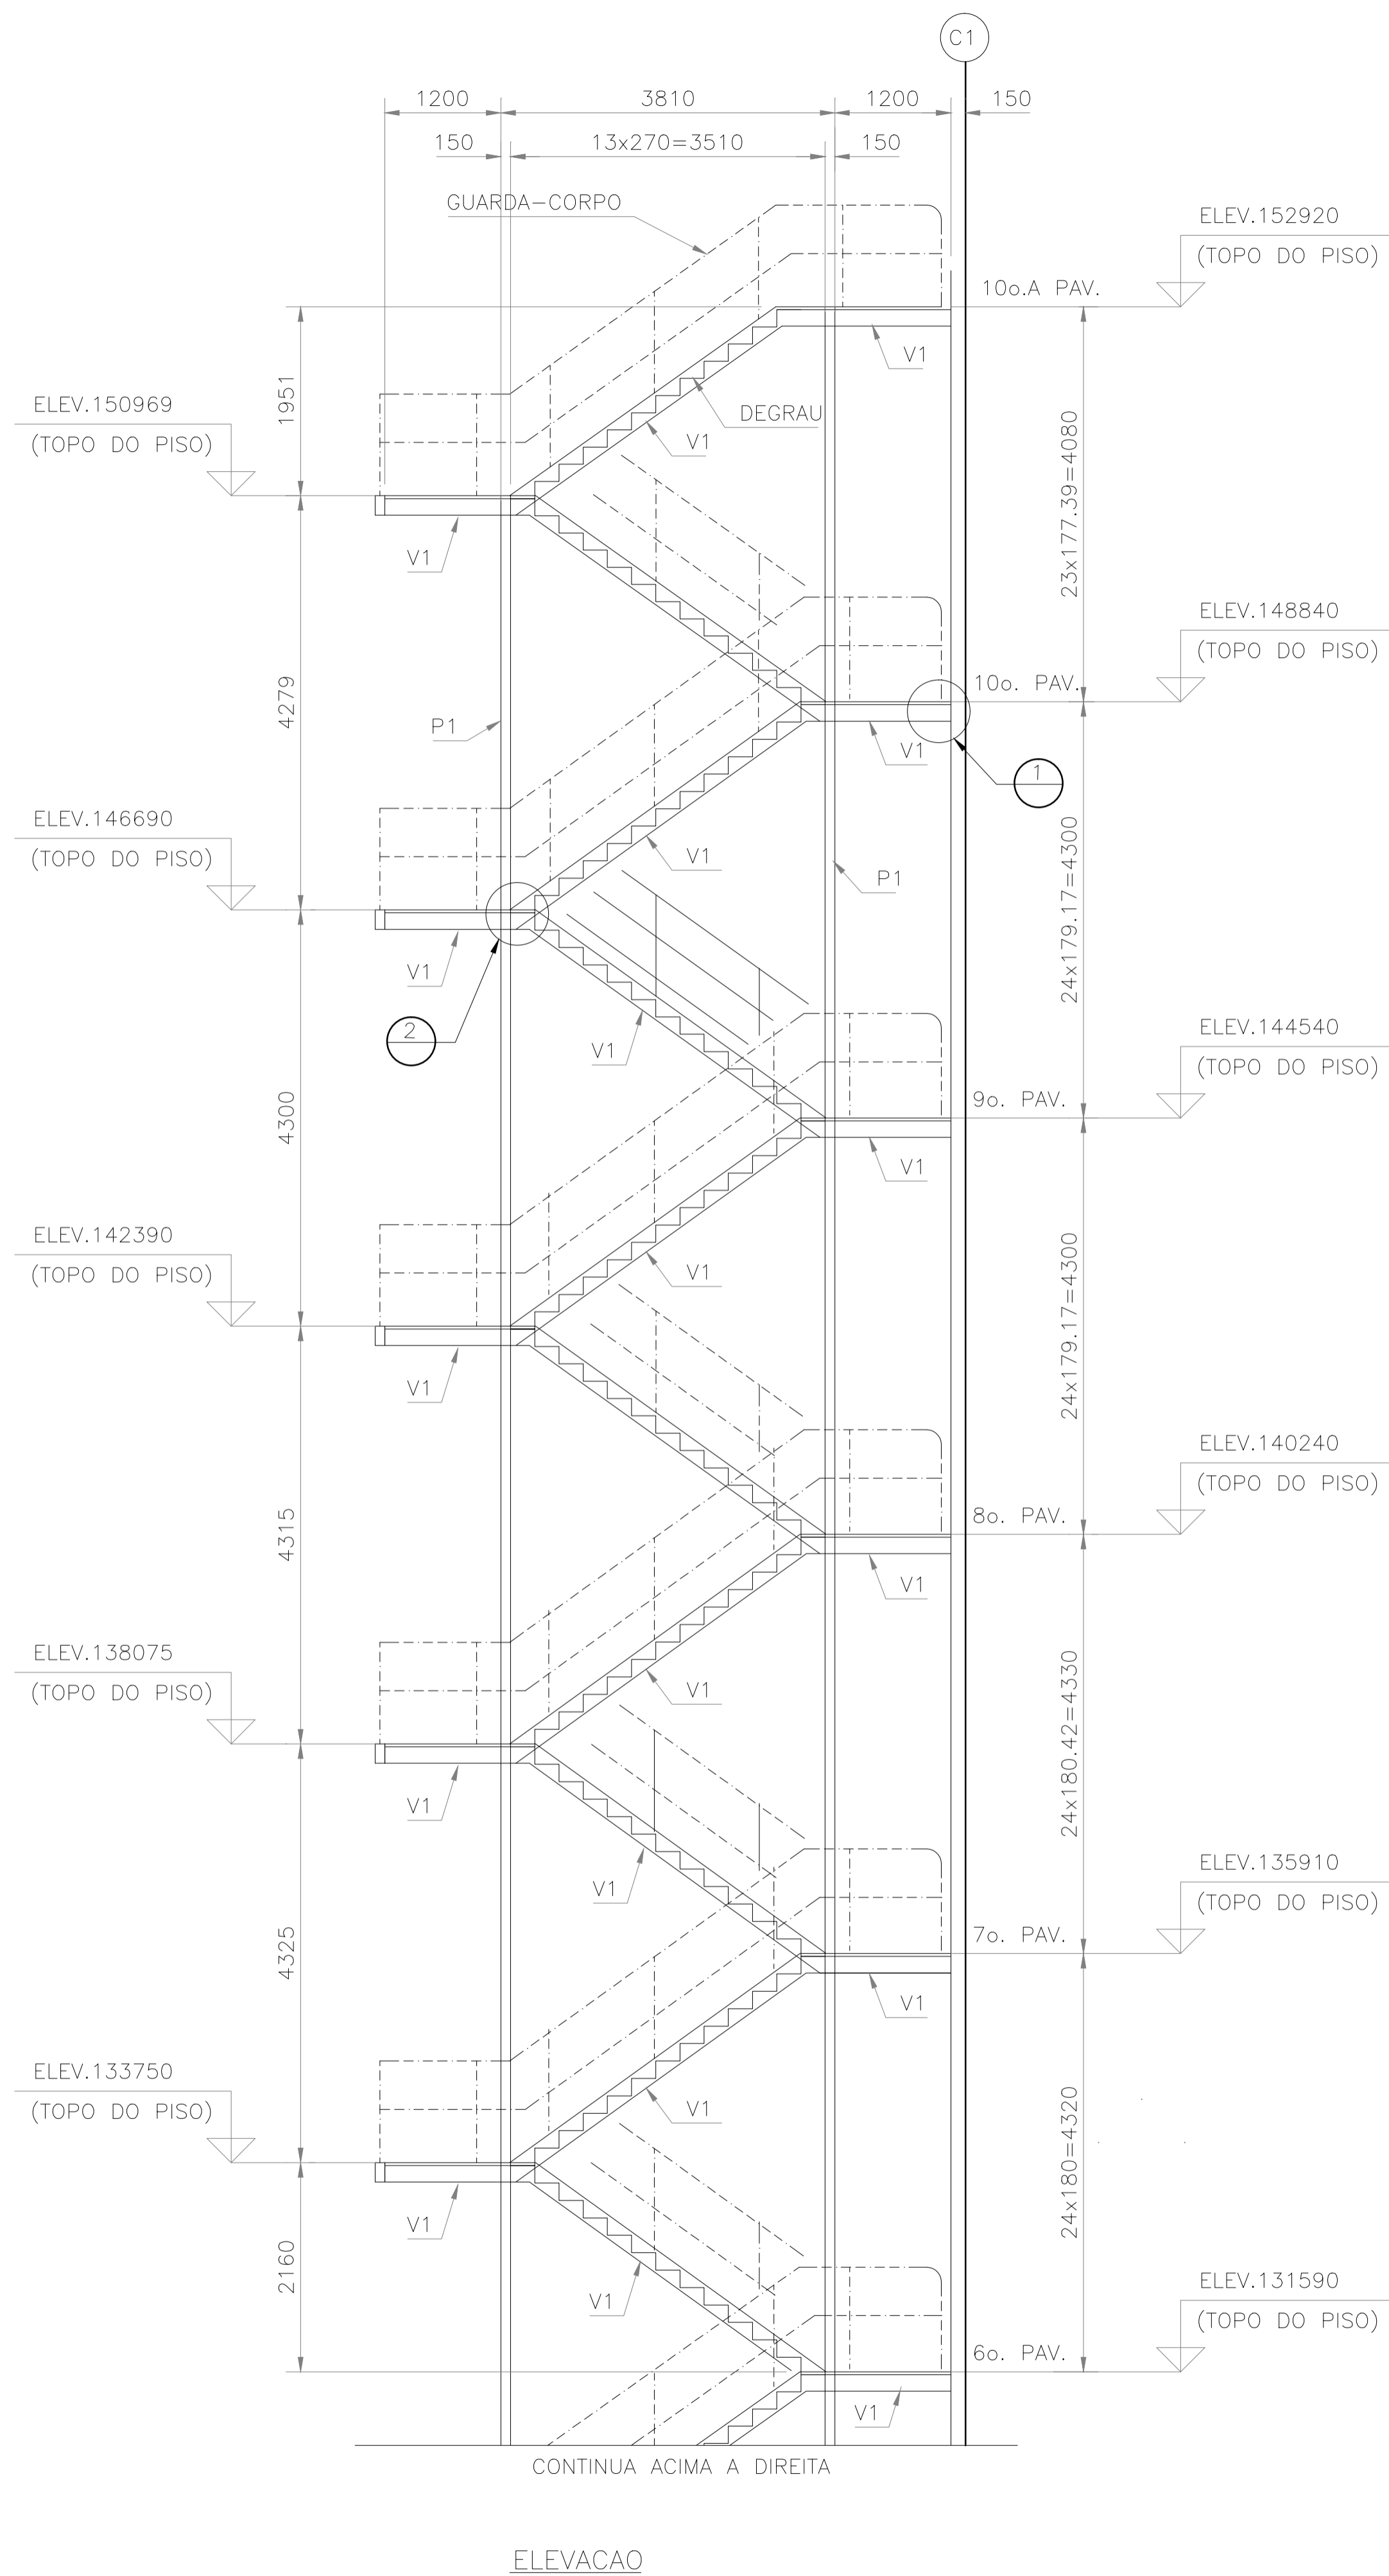 C1
1200
3810
1200
150
150
13x270=3510
150
GUARDA-CORPO
ELEV.152920
(TOPO DO PISO)
10o.A PAV.
V1
1951
ELEV.150969
(TOPO DO PISO)
DEGRAU
V1
23x177.39=4080
V1
ELEV.148840
(TOPO DO PISO)
10o. PAV.
4279
P1
V1
1
ELEV.146690
(TOPO DO PISO)
V1
P1
24x179.17=4300
V1
2
V1
ELEV.144540
(TOPO DO PISO)
9o. PAV.
4300
V1
ELEV.142390
(TOPO DO PISO)
V1
24x179.17=4300
V1
ELEV.140240
(TOPO DO PISO)
8o. PAV.
4315
V1
ELEV.138075
(TOPO DO PISO)
V1
24x180.42=4330
V1
V1
ELEV.135910
(TOPO DO PISO)
7o. PAV.
4325
V1
ELEV.133750
(TOPO DO PISO)
V1
24x180=4320
V1
2160
V1
ELEV.131590
(TOPO DO PISO)
6o. PAV.
V1
CONTINUA ACIMA A DIREITA
ELEVACAO